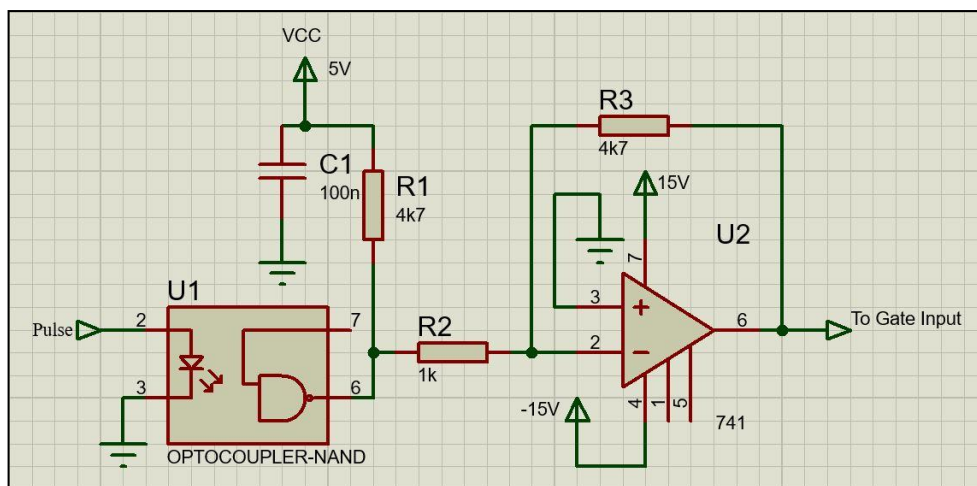 VCC
5V
C1
100n
R1
4k7
R3
4k7
15V
U2
7
3
2
6
To Gate Input
4
1
5
741
-15V
U1
Pulse
2
3
7
6
OPTOCOUPLER-NAND
R2
1k